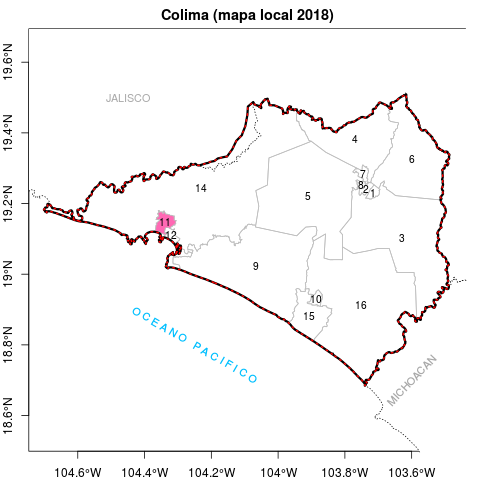 Colima (mapa local 2018)
JALISCO
4
6
7
8
2
1
14
5
11
12
3
9
10
15
16
OCEANO PACIFICO
MICHOACAN
19.6°N
19.4°N
19.2°N
19°N
18.8°N
18.6°N
104.6°W
104.4°W
104.2°W
104°W
103.8°W
103.6°W